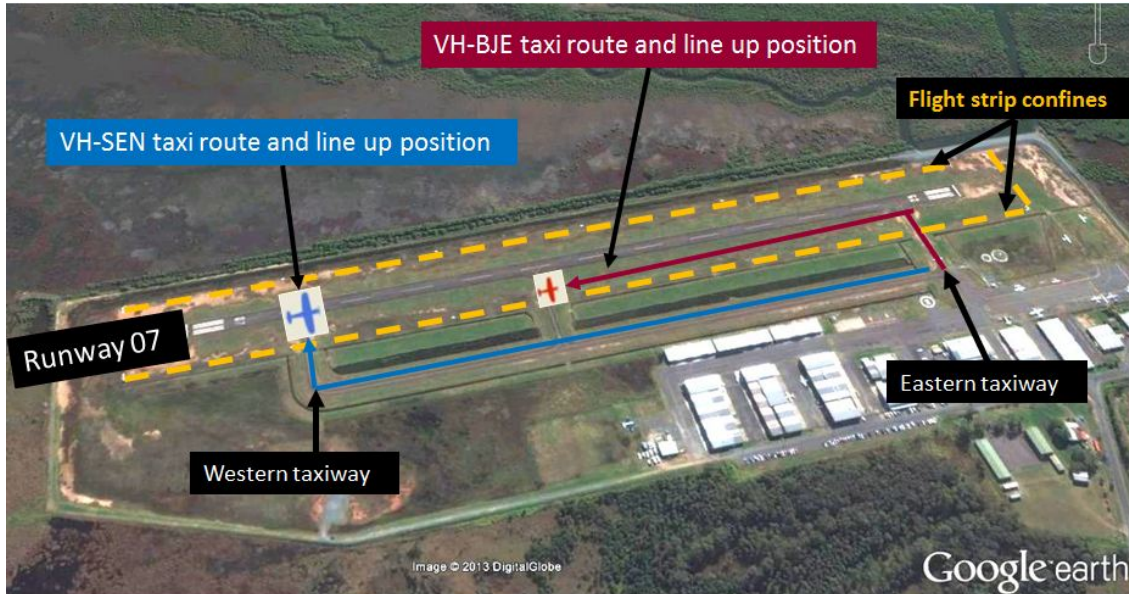 VH-BJE taxi route and line up position
Flight strip confines
VH-SEN taxi route and line up position
Runway 07
Eastern taxiway
Western taxiway
Image © 2013 DigitalGlobe
Google earth